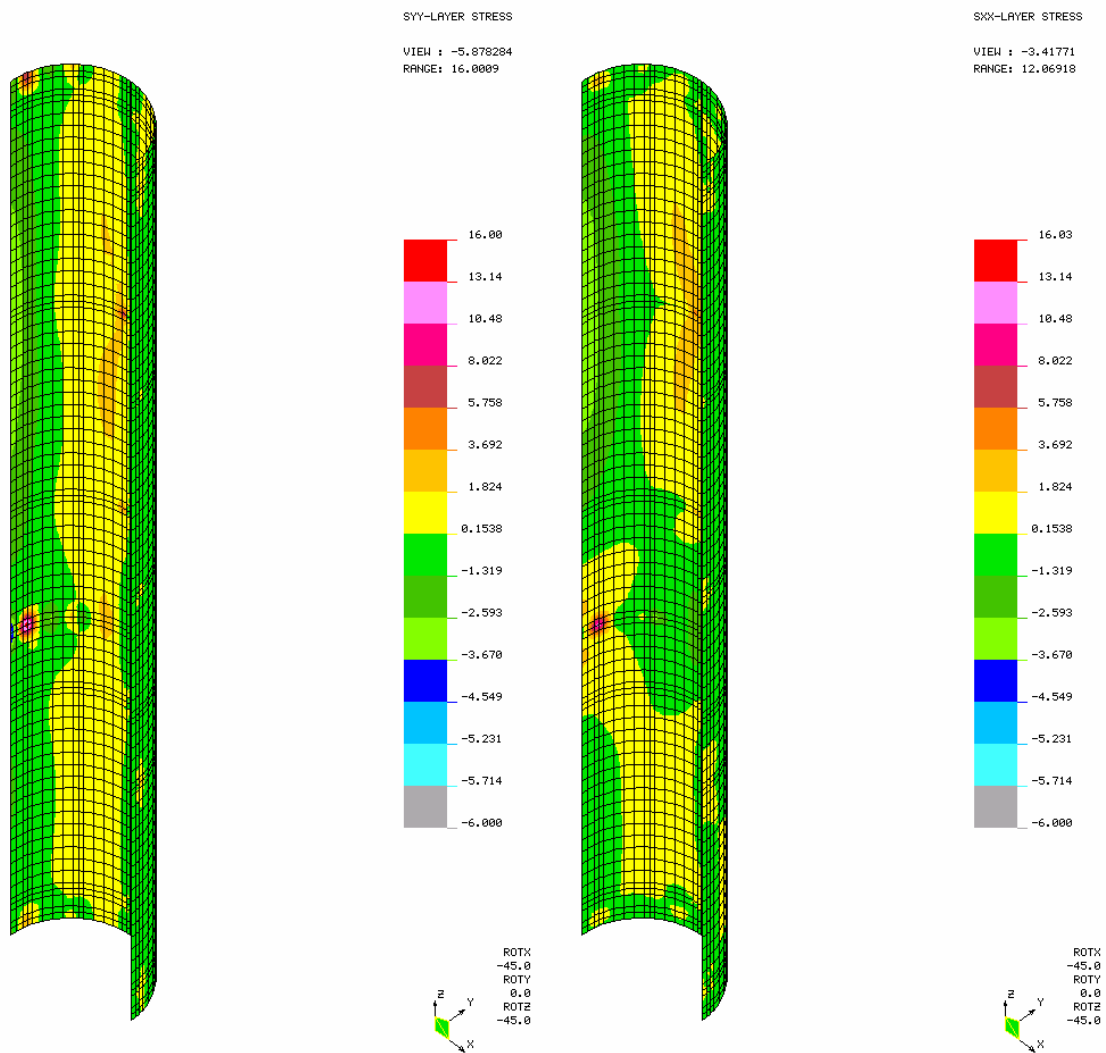 SYY-LAYER STRESS
VIEW : -5.878284
RANGE: 16.0009
16.00
13.14
10.48
8.022
5.758
3.692
1.824
0.1538
-1.319
-2.593
-3.670
-4.549
-5.231
-5.714
-6.000
ROTX
-45.0
ROTY
0.0
ROTZ
-45.0
Z
Y
X
SXX-LAYER STRESS
VIEW : -3.41771
RANGE: 12.06918
16.03
13.14
10.48
8.022
5.758
3.692
1.824
0.1538
-1.319
-2.593
-3.670
-4.549
-5.231
-5.714
-6.000
ROTX
-45.0
ROTY
0.0
ROTZ
-45.0
Z
Y
X